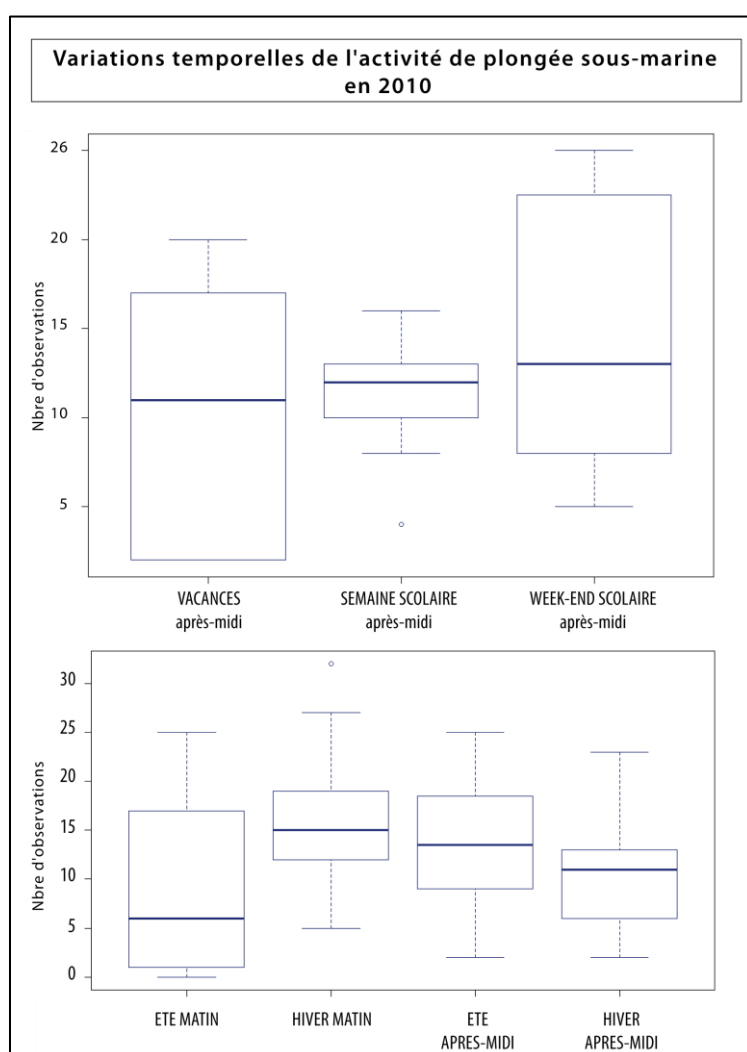 Variations temporelles de l'activité de plongée sous-marine
en 2010
26
20
15
10
5
Nbre d'observations
VACANCES
après-midi
SEMAINE SCOLAIRE
après-midi
WEEK-END SCOLAIRE
après-midi
30
25
20
15
10
5
0
Nbre d'observations
ETE MATIN
HIVER MATIN
ETE
APRES-MIDI
HIVER
APRES-MIDI